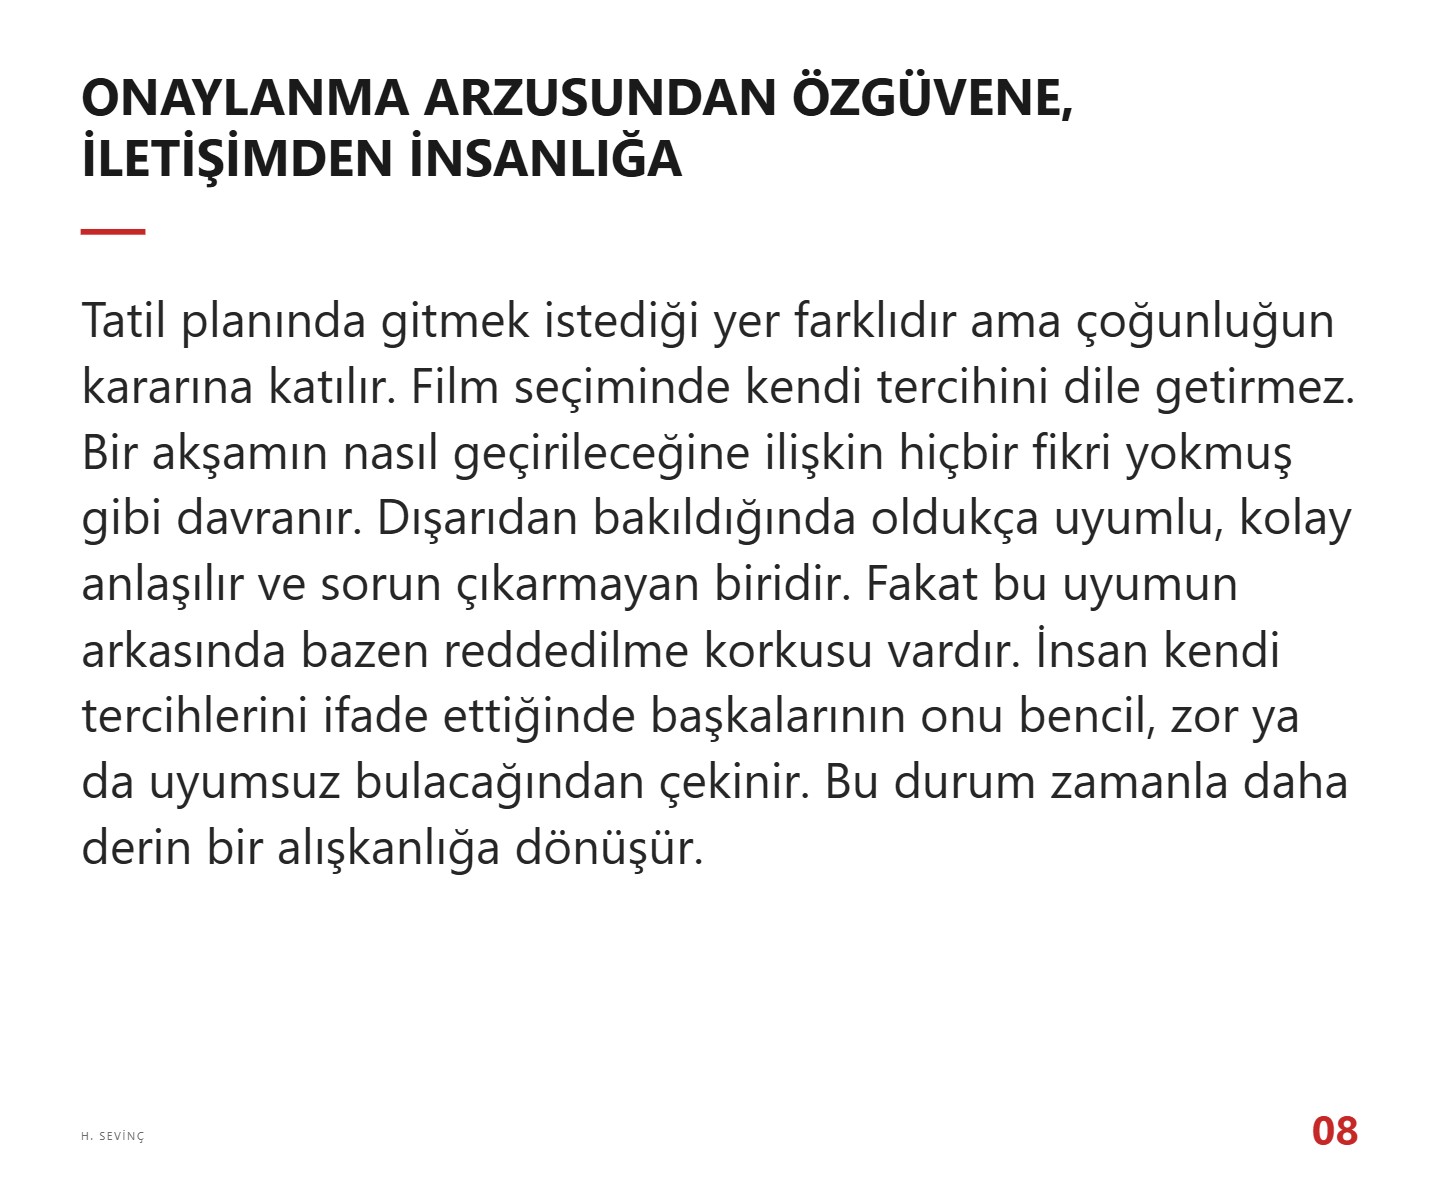 ONAYLANMA ARZUSUNDAN ÖZGÜVENE,
İLETİŞİMDEN İNSANLIĞA
Tatil planında gitmek istediği yer farklıdır ama çoğunluğun
kararına katılır. Film seçiminde kendi tercihini dile getirmez.
Bir akşamın nasıl geçirileceğine ilişkin hiçbir fikri yokmuş
gibi davranır. Dışarıdan bakıldığında oldukça uyumlu, kolay
anlaşılır ve sorun çıkarmayan biridir. Fakat bu uyumun
arkasında bazen reddedilme korkusu vardır. İnsan kendi
tercihlerini ifade ettiğinde başkalarının onu bencil, zor ya
da uyumsuz bulacağından çekinir. Bu durum zamanla daha
derin bir alışkanlığa dönüşür.
H. SEVİNÇ
08